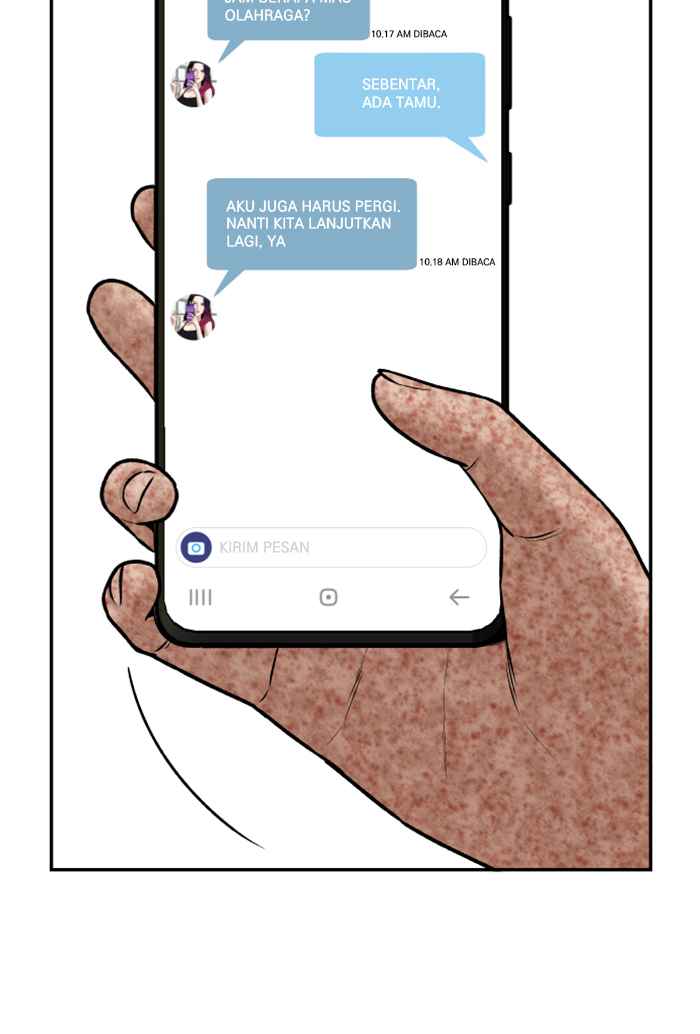 OLAHRAGA?
10.17 AM DIBACA
SEBENTAR,
ADA TAMU.
AKU JUGA HARUS PERGI.
NANTI KITA LANJUTKAN
LAGI, YA
10.18 AM DIBACA
KIRIM PESAN